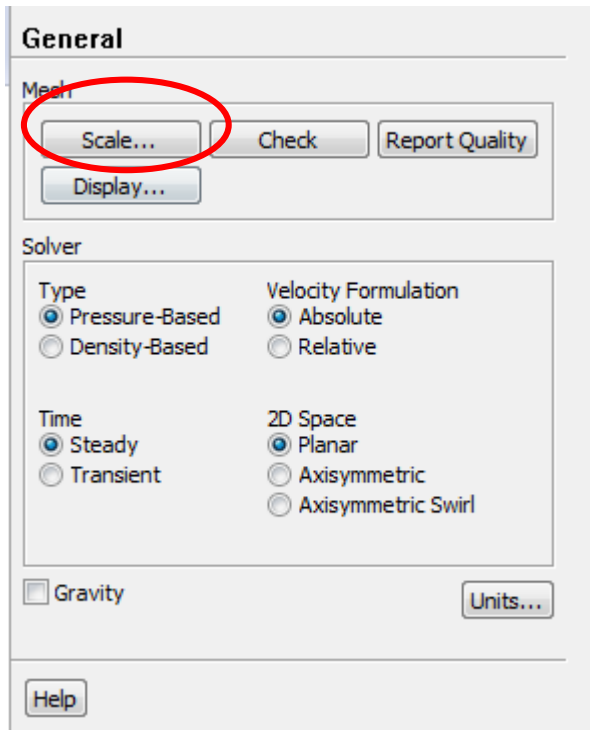 General
Mesh
Scale... Check Report Quality
Display...
Solver
Type Velocity Formulation
Pressure-Based Absolute
Density-Based Relative
Time 2D Space
Steady Planar
Transient Axisymmetric
Axisymmetric Swirl
Gravity Units...
Help